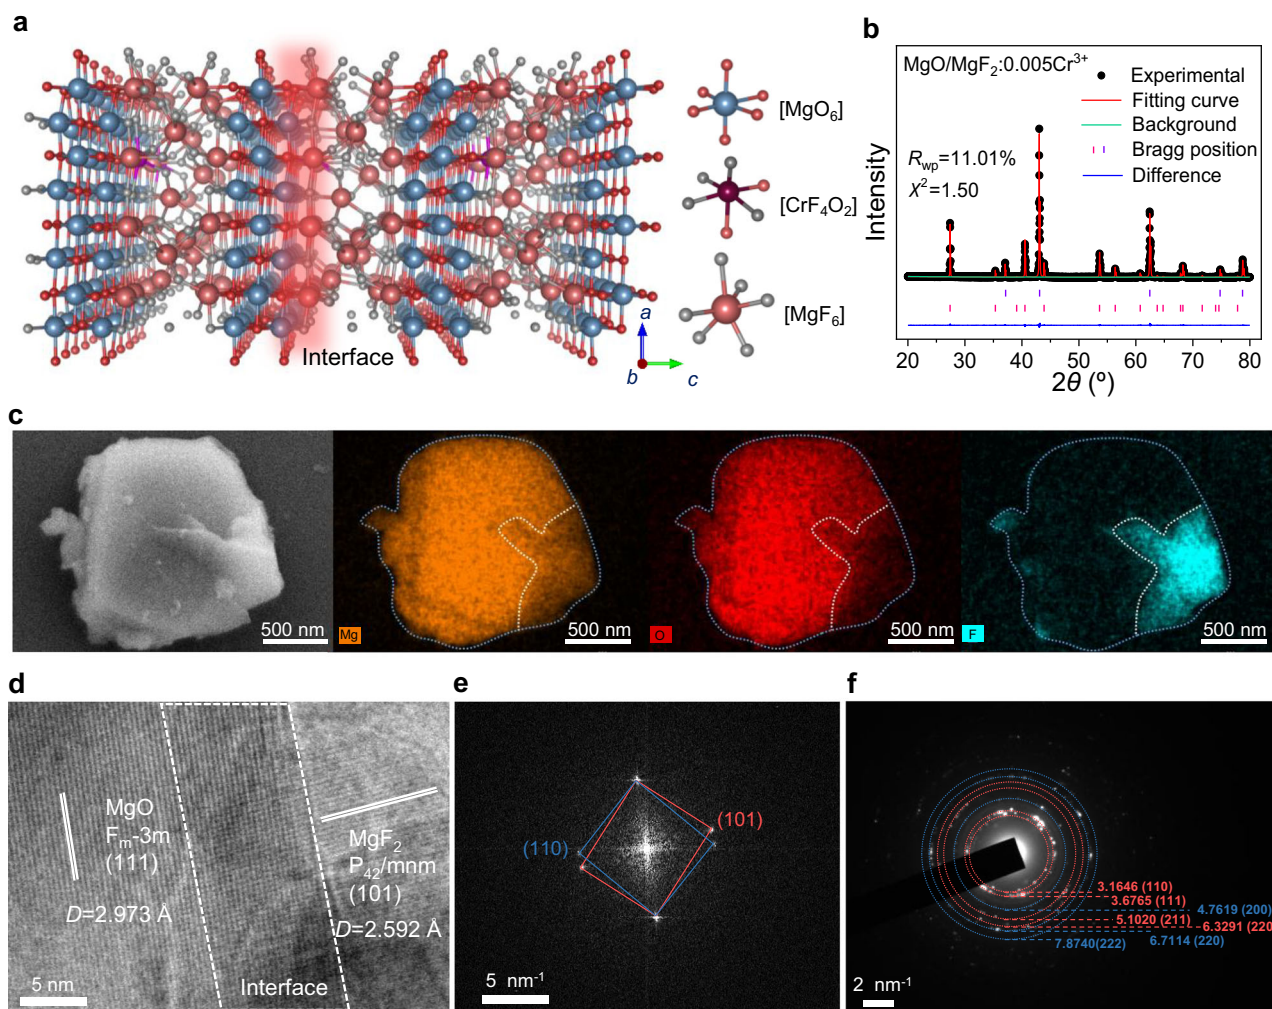 a
Interface
a
b
c
[MgO6]
[CrF4O2]
[MgF6]
b
MgO/MgF2:0.005Cr3+
Experimental
Fitting curve
Background
Bragg position
Difference
Rwp=11.01%
X2=1.50
Intensity
20 30 40 50 60 70 80
2θ (º)
c
500 nm
Mg
500 nm
O
500 nm
F
500 nm
d
MgO
Fm-3m
(111)
D=2.973 Å
MgF2
P42/mnm
(101)
D=2.592 Å
Interface
5 nm
e
(101)
(110)
5 nm-1
f
3.1646 (110)
3.6765 (111)
4.7619 (200)
5.1020 (211)
6.3291 (220
6.7114 (220)
7.8740(222)
2 nm-1